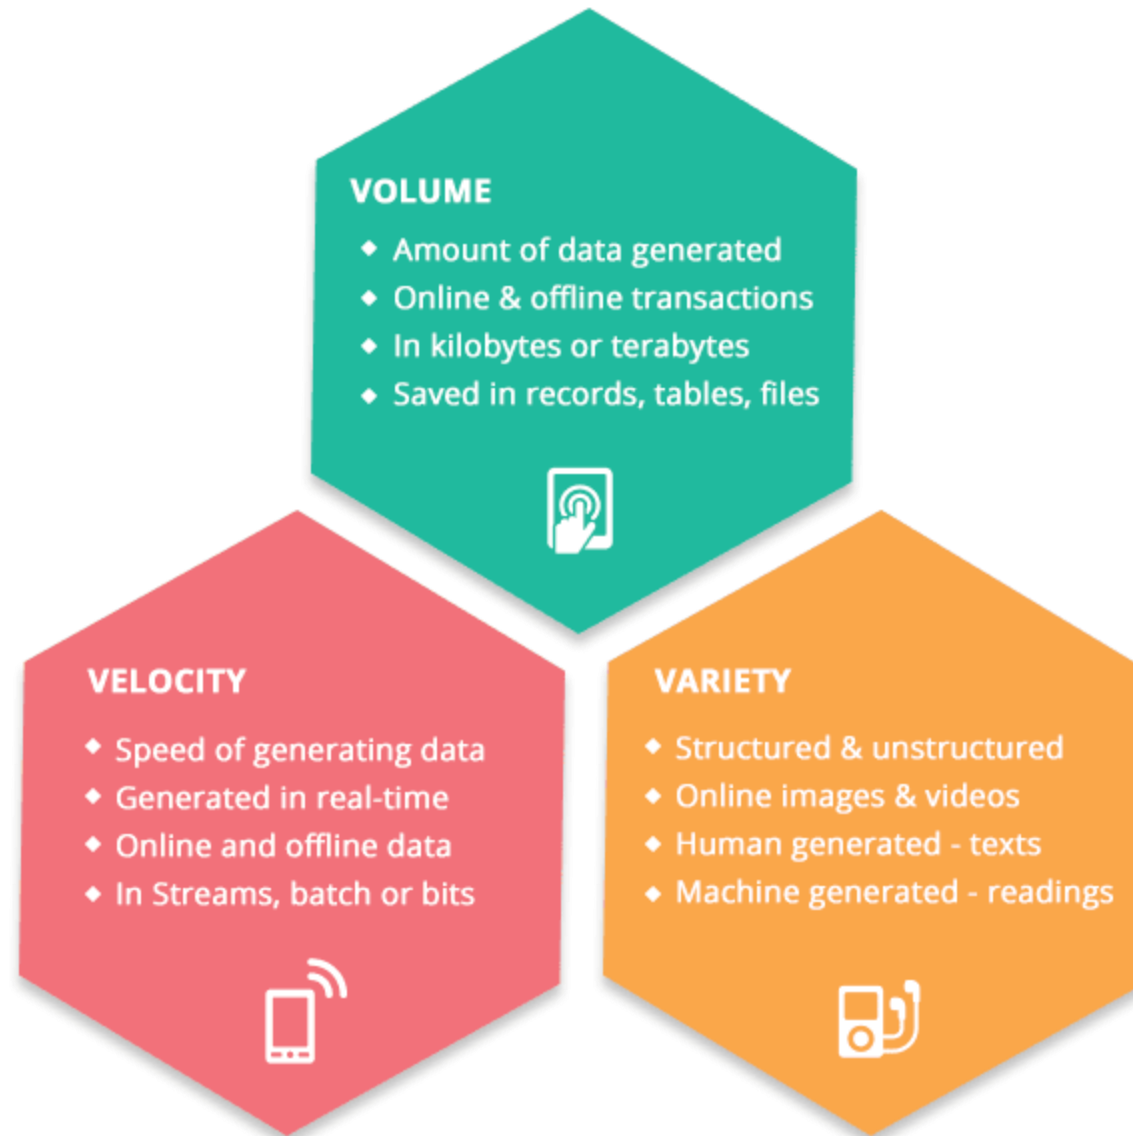 VOLUME
◆ Amount of data generated
◆ Online & offline transactions
◆ In kilobytes or terabytes
◆ Saved in records, tables, files
VELOCITY
◆ Speed of generating data
◆ Generated in real-time
◆ Online and offline data
◆ In Streams, batch or bits
VARIETY
◆ Structured & unstructured
◆ Online images & videos
◆ Human generated - texts
◆ Machine generated - readings